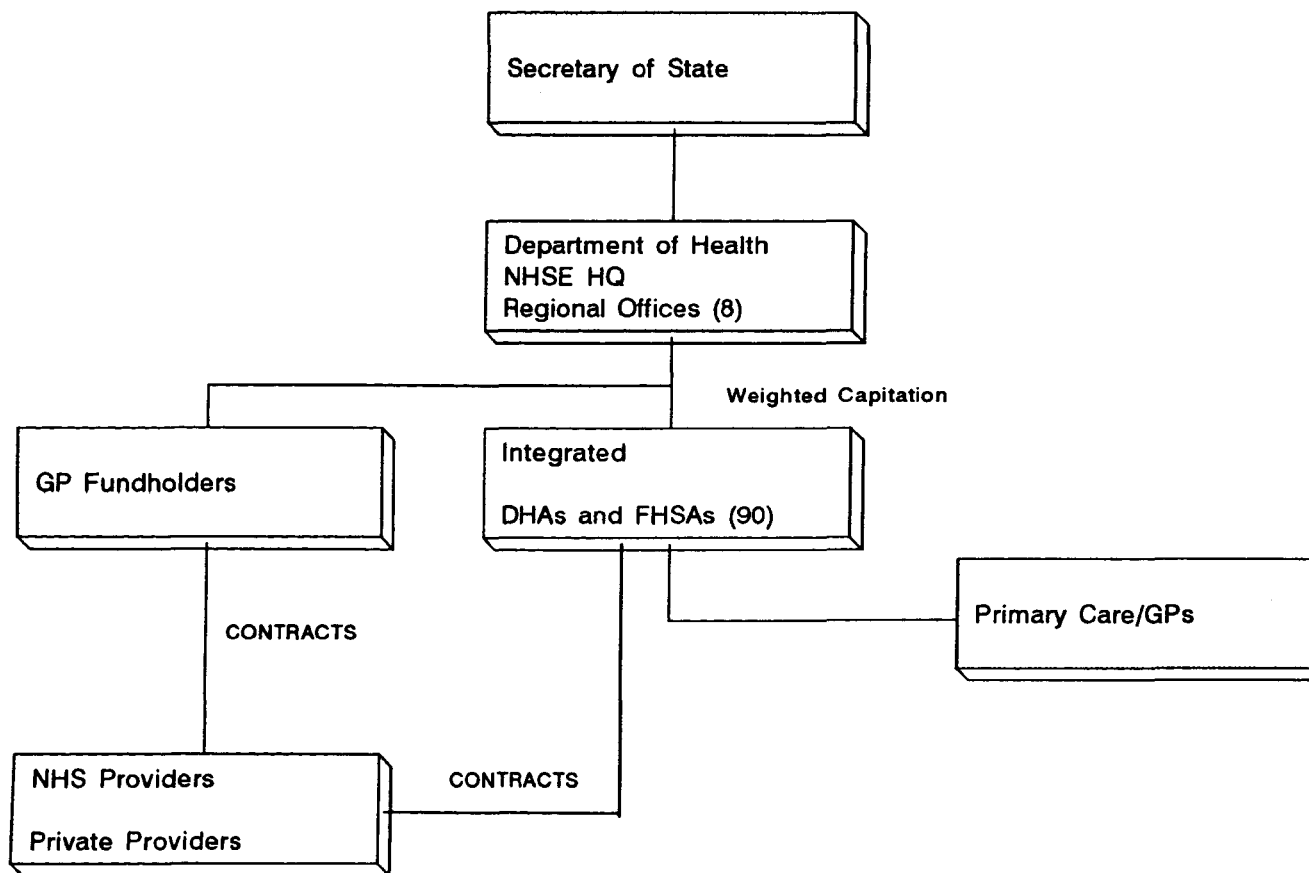 Secretary of State
Department of Health
NHSE HQ
Regional Offices (8)
Weighted Capitation
GP Fundholders
Integrated
DHAs and FHSAs (90)
Primary Care/GPs
CONTRACTS
NHS Providers
Private Providers
CONTRACTS